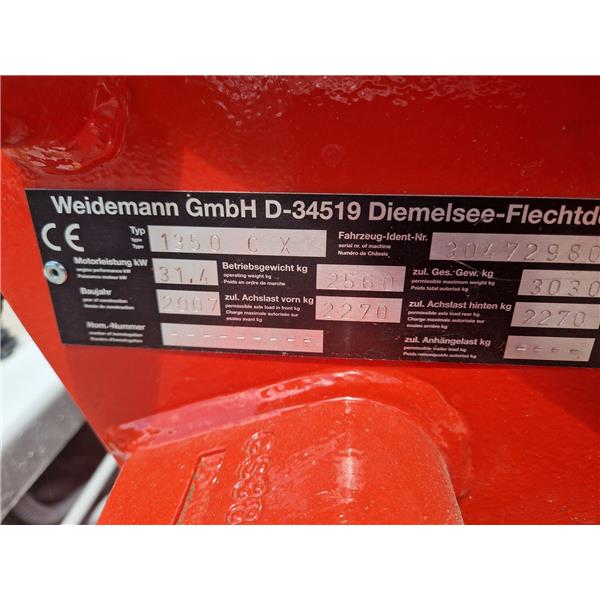 Weidemann GmbH D-34519 Diemelsee-Flechtdo
CE
Typ
type
type
1350 CX
Fahrzeug-Ident-Nr.
serial nr. of machine
Numéro de Châssis
30472980
Motorleistung kW
engine performance kW
Puissance moteur kW
31,4
Betriebsgewicht kg
operating weight kg
Poids en ordre de marche
2560
zul. Ges.-Gew. kg
permissible maximum weight kg
Poids total autorisé kg
3030
Baujahr
year of construction
Année de construction
2007
zul. Achslast vorn kg
permissible axle load in front kg
Charge maximale autorisée sur
essieu avant kg
2270
zul. Achslast hinten kg
permissible axle load rear kg
Charge maximale autorisée sur
essieu arrière kg
2270
Hom.-Nummer
number of homologation
Numéro d'homologation
--------
zul. Anhängelast kg
permissible trailer load kg
Poids remorquable autorisé kg
----